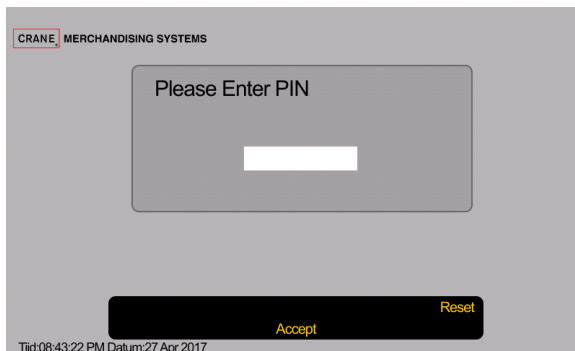 CRANE MERCHANDISING SYSTEMS
Please Enter PIN
Reset
Accept
Tijd:08:43:22 PM Datum:27 Apr 2017